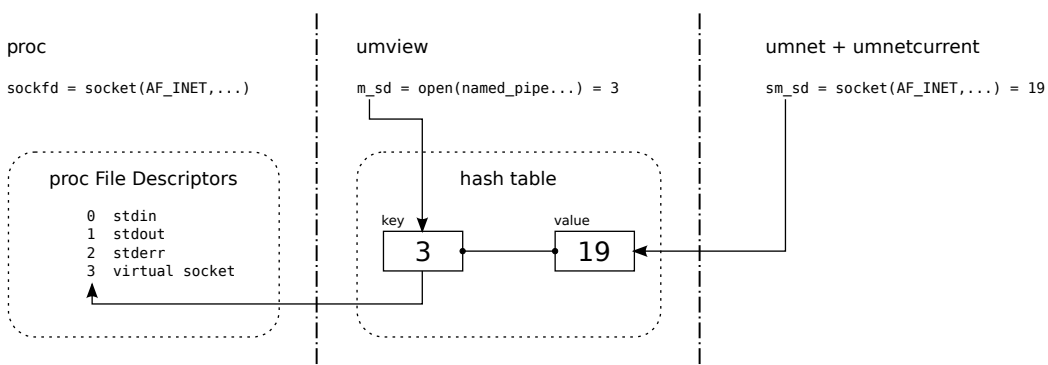 proc
umview
umnet + umnetcurrent
sockfd = socket(AF_INET,...)
m_sd = open(named_pipe...) = 3
sm_sd = socket(AF_INET,...) = 19
proc File Descriptors
0 stdin
1 stdout
2 stderr
3 virtual socket
hash table
key
value
3
19